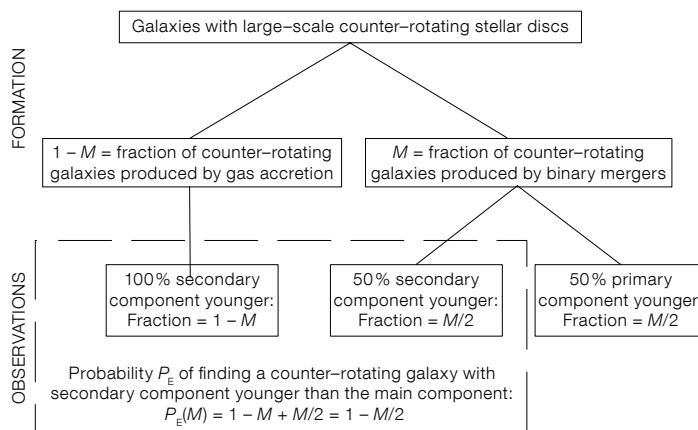 Galaxies with large–scale counter–rotating stellar discs
FORMATION
1 – M = fraction of counter–rotating
galaxies produced by gas accretion
M = fraction of counter–rotating
galaxies produced by binary mergers
OBSERVATIONS
100% secondary
component younger:
Fraction = 1 – M
50% secondary
component younger:
Fraction = M/2
50% primary
component younger
Fraction = M/2
Probability PE of finding a counter–rotating galaxy with
secondary component younger than the main component:
PE(M) = 1 – M + M/2 = 1 – M/2